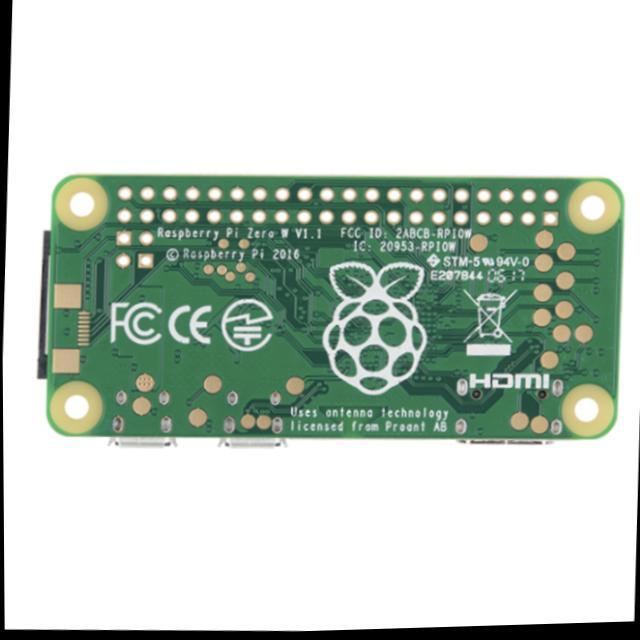 Raspberry Pi Zero W V1.1
© Raspberry Pi 2016
FCC ID: 2ABCB-RPI0W
IC: 20953-RPI0W
STM-5 94V-0
E207844 0617
FC CE
HDMI
Uses antenna technology
licensed from Proant AB